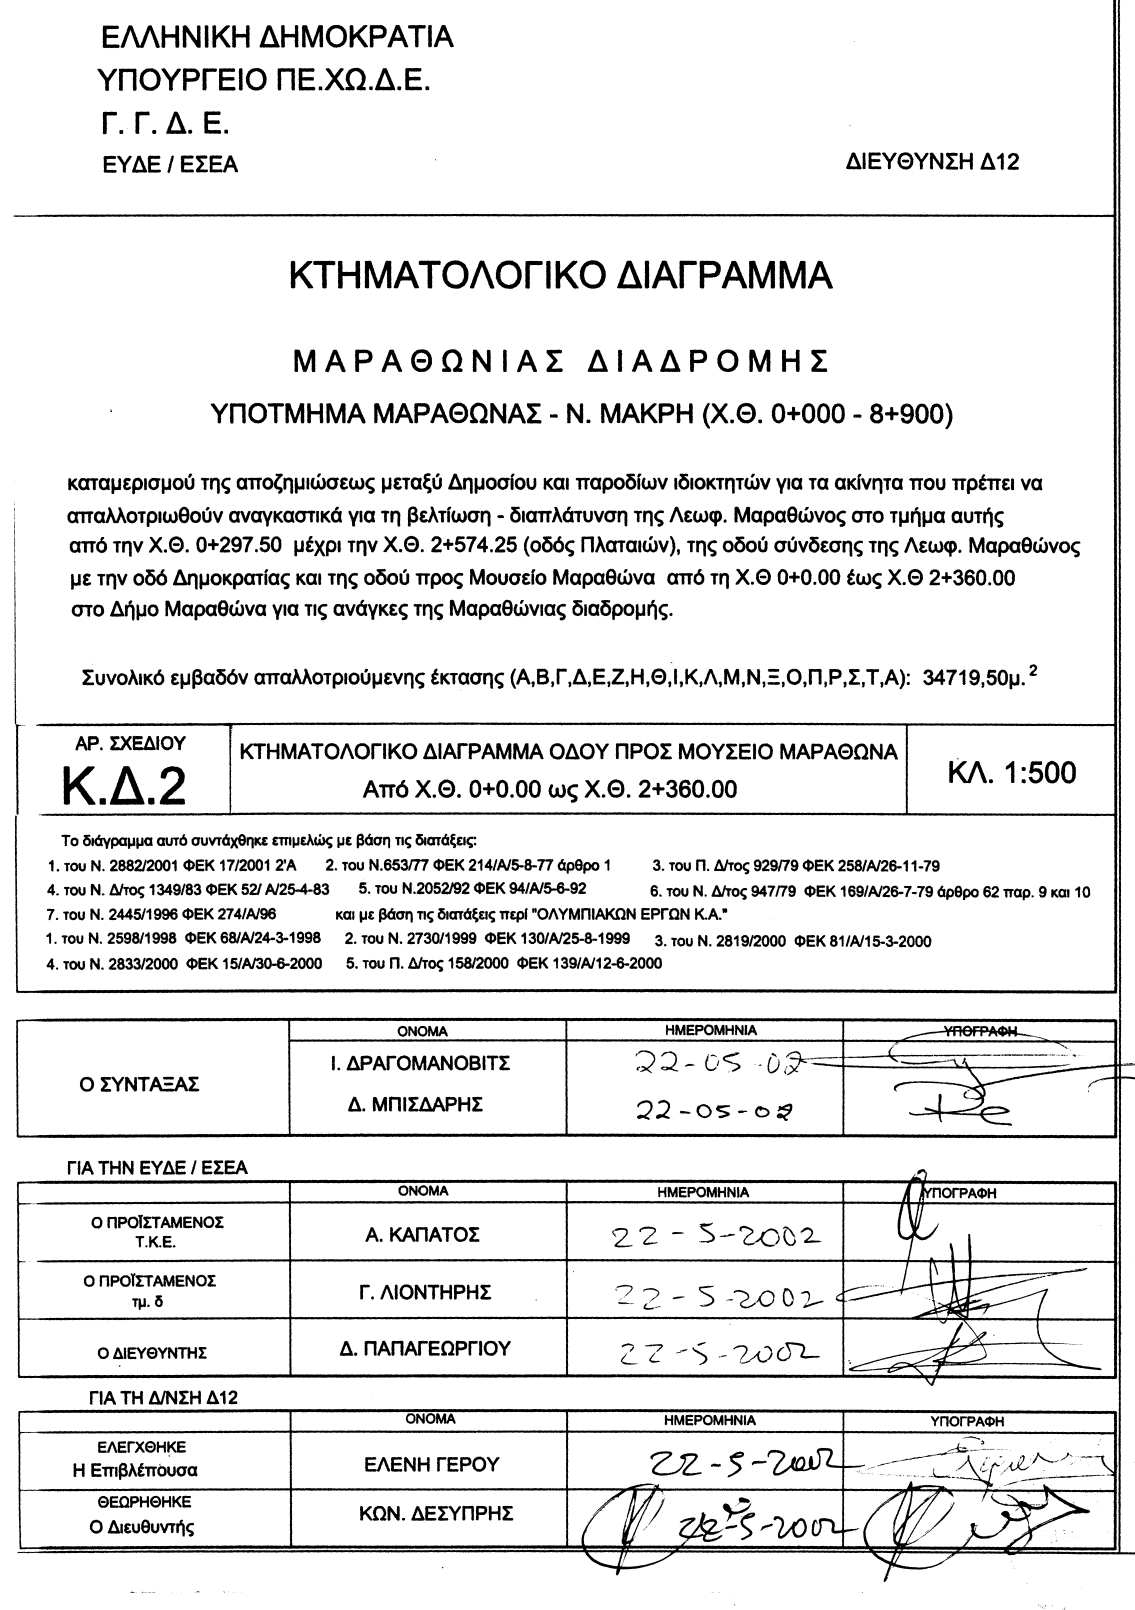 ΕΛΛΗΝΙΚΗ ΔΗΜΟΚΡΑΤΙΑ
ΥΠΟΥΡΓΕΙΟ ΠΕ.ΧΩ.Δ.Ε.
Γ. Γ. Δ. Ε.
ΕΥΔΕ / ΕΣΕΑ
ΔΙΕΥΘΥΝΣΗ Δ12
ΚΤΗΜΑΤΟΛΟΓΙΚΟ ΔΙΑΓΡΑΜΜΑ
ΜΑΡΑΘΩΝΙΑΣ ΔΙΑΔΡΟΜΗΣ
ΥΠΟΤΜΗΜΑ ΜΑΡΑΘΩΝΑΣ - Ν. ΜΑΚΡΗ (Χ.Θ. 0+000 - 8+900)
καταμερισμού της αποζημιώσεως μεταξύ Δημοσίου και παροδίων ιδιοκτητών για τα ακίνητα που πρέπει να
απαλλοτριωθούν αναγκαστικά για τη βελτίωση - διαπλάτυνση της Λεωφ. Μαραθώνος στο τμήμα αυτής
από την Χ.Θ. 0+297.50 μέχρι την Χ.Θ. 2+574.25 (οδός Πλαταιών), της οδού σύνδεσης της Λεωφ. Μαραθώνος
με την οδό Δημοκρατίας και της οδού προς Μουσείο Μαραθώνα από τη Χ.Θ 0+0.00 έως Χ.Θ 2+360.00
στο Δήμο Μαραθώνα για τις ανάγκες της Μαραθώνιας διαδρομής.
Συνολικό εμβαδόν απαλλοτριούμενης έκτασης (Α,Β,Γ,Δ,Ε,Ζ,Η,Θ,Ι,Κ,Λ,Μ,Ν,Ξ,Ο,Π,Ρ,Σ,Τ,Α): 34719,50μ.²
ΑΡ. ΣΧΕΔΙΟΥ
Κ.Δ.2
ΚΤΗΜΑΤΟΛΟΓΙΚΟ ΔΙΑΓΡΑΜΜΑ ΟΔΟΥ ΠΡΟΣ ΜΟΥΣΕΙΟ ΜΑΡΑΘΩΝΑ
Από Χ.Θ. 0+0.00 ως Χ.Θ. 2+360.00
ΚΛ. 1:500
Το διάγραμμα αυτό συντάχθηκε επιμελώς με βάση τις διατάξεις:
1. του Ν. 2882/2001 ΦΕΚ 17/2001 2'Α 2. του Ν.653/77 ΦΕΚ 214/Α/5-8-77 άρθρο 1 3. του Π. Δ/τος 929/79 ΦΕΚ 258/Α/26-11-79
4. του Ν. Δ/τος 1349/83 ΦΕΚ 52/ Α/25-4-83 5. του Ν.2052/92 ΦΕΚ 94/Α/5-6-92 6. του Ν. Δ/τος 947/79 ΦΕΚ 169/Α/26-7-79 άρθρο 62 παρ. 9 και 10
7. του Ν. 2445/1996 ΦΕΚ 274/Α/96 και με βάση τις διατάξεις περί "ΟΛΥΜΠΙΑΚΩΝ ΕΡΓΩΝ Κ.Α."
1. του Ν. 2598/1998 ΦΕΚ 68/Α/24-3-1998 2. του Ν. 2730/1999 ΦΕΚ 130/Α/25-8-1999 3. του Ν. 2819/2000 ΦΕΚ 81/Α/15-3-2000
4. του Ν. 2833/2000 ΦΕΚ 15/Α/30-6-2000 5. του Π. Δ/τος 158/2000 ΦΕΚ 139/Α/12-6-2000
ΟΝΟΜΑ ΗΜΕΡΟΜΗΝΙΑ ΥΠΟΓΡΑΦΗ
Ο ΣΥΝΤΑΞΑΣ
Ι. ΔΡΑΓΟΜΑΝΟΒΙΤΣ 22-05-02
Δ. ΜΠΙΣΔΑΡΗΣ 22-05-02
ΓΙΑ ΤΗΝ ΕΥΔΕ / ΕΣΕΑ
ΟΝΟΜΑ ΗΜΕΡΟΜΗΝΙΑ ΥΠΟΓΡΑΦΗ
Ο ΠΡΟΪΣΤΑΜΕΝΟΣ
Τ.Κ.Ε.
Α. ΚΑΠΑΤΟΣ 22-5-2002
Ο ΠΡΟΪΣΤΑΜΕΝΟΣ
τμ. δ
Γ. ΛΙΟΝΤΗΡΗΣ 22-5-2002
Ο ΔΙΕΥΘΥΝΤΗΣ Δ. ΠΑΠΑΓΕΩΡΓΙΟΥ 22-5-2002
ΓΙΑ ΤΗ Δ/ΝΣΗ Δ12
ΟΝΟΜΑ ΗΜΕΡΟΜΗΝΙΑ ΥΠΟΓΡΑΦΗ
ΕΛΕΓΧΘΗΚΕ
Η Επιβλέπουσα
ΕΛΕΝΗ ΓΕΡΟΥ 22-5-2002
ΘΕΩΡΗΘΗΚΕ
Ο Διευθυντής
ΚΩΝ. ΔΕΣΥΠΡΗΣ 22-5-2002